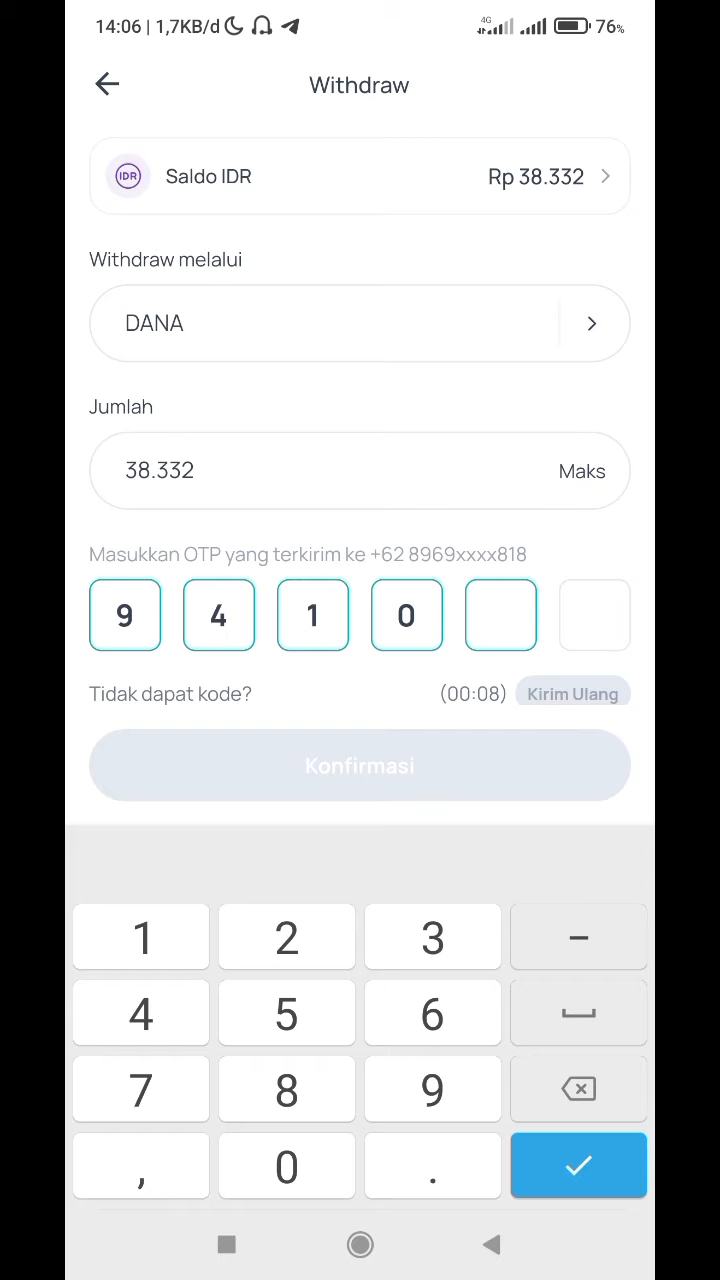 14:06 | 1,7KB/d 4G 76%
Withdraw
IDR Saldo IDR Rp 38.332
Withdraw melalui
DANA
Jumlah
38.332 Maks
Masukkan OTP yang terkirim ke +62 8969xxxx818
9 4 1 0
Tidak dapat kode? (00:08) Kirim Ulang
Konfirmasi
1 2 3 −
4 5 6
7 8 9
, 0 .